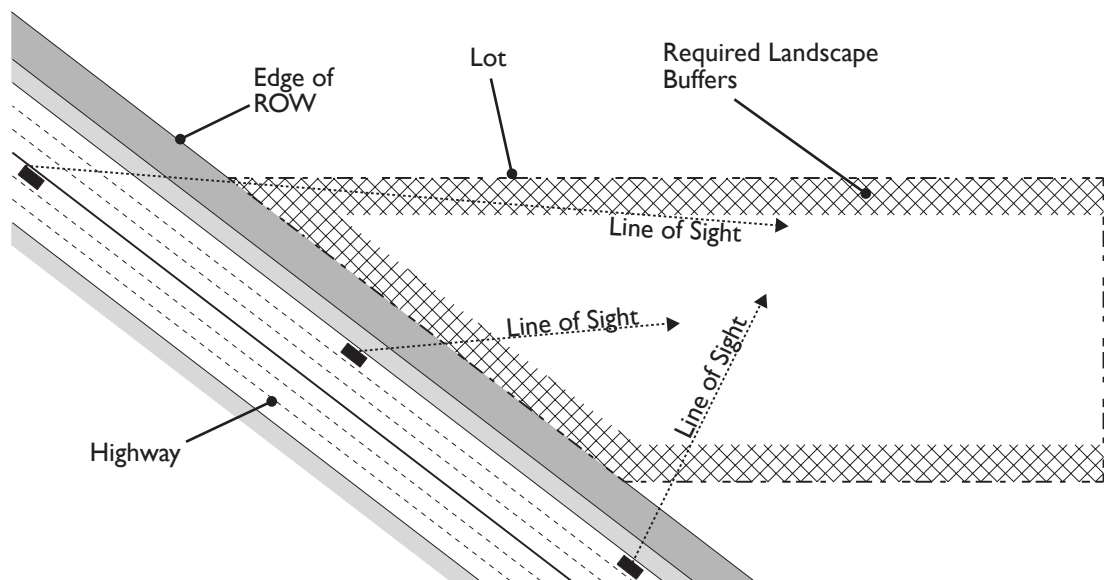 Lot
Required Landscape
Buffers
Edge of
ROW
Line of Sight
Line of Sight
Line of Sight
Highway